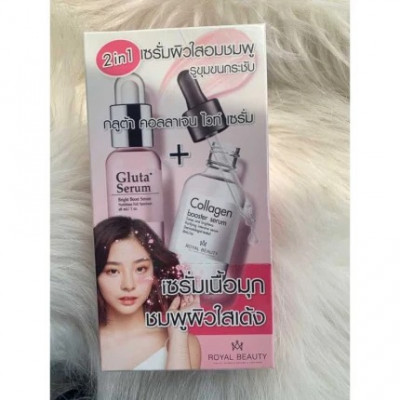 2in1 เซรั่มผิวใสอมชมพู
รูขุมขนกระชับ
กลูต้า คอลลาเจน ไวท์ เซรั่ม
Gluta
Serum
+
Collagen
booster serum
ROYAL BEAUTY
เซรั่มเนื้อมุก
ชมพูผิวใสเด้ง
ROYAL BEAUTY